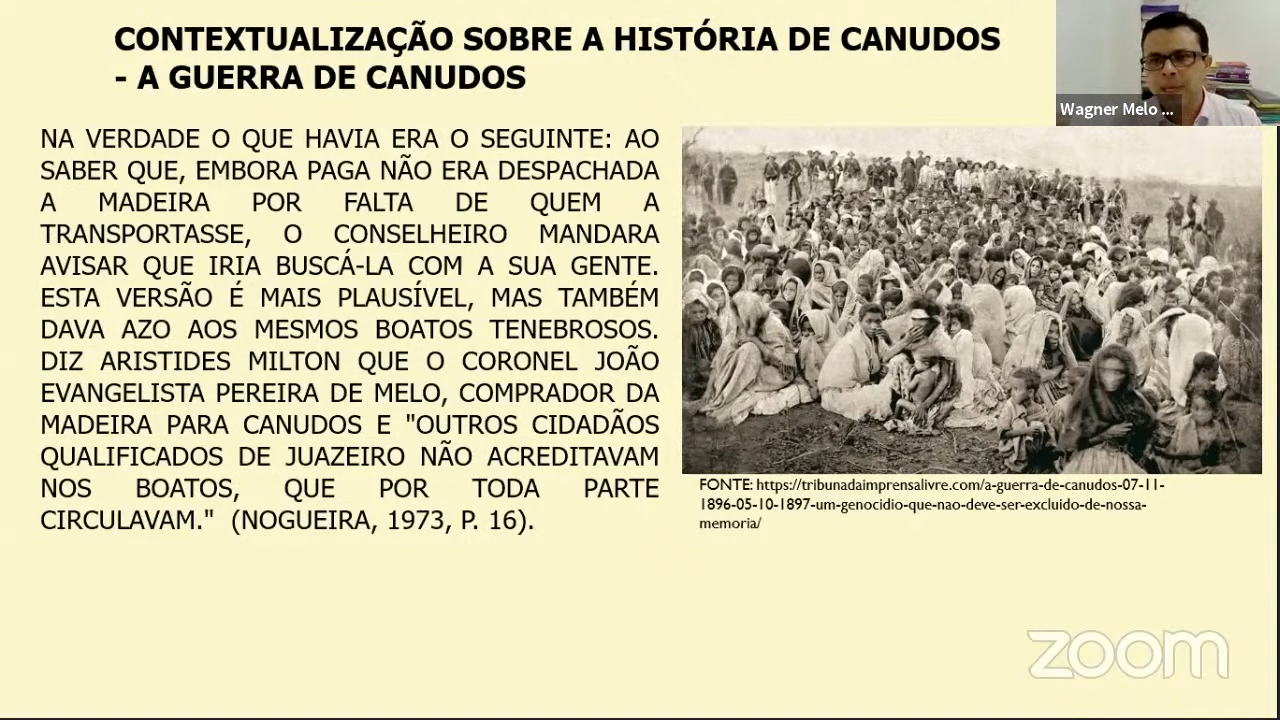 CONTEXTUALIZAÇÃO SOBRE A HISTÓRIA DE CANUDOS
- A GUERRA DE CANUDOS
Wagner Melo ...
NA VERDADE O QUE HAVIA ERA O SEGUINTE: AO
SABER QUE, EMBORA PAGA NÃO ERA DESPACHADA
A MADEIRA POR FALTA DE QUEM A
TRANSPORTASSE, O CONSELHEIRO MANDARA
AVISAR QUE IRIA BUSCÁ-LA COM A SUA GENTE.
ESTA VERSÃO É MAIS PLAUSÍVEL, MAS TAMBÉM
DAVA AZO AOS MESMOS BOATOS TENEBROSOS.
DIZ ARISTIDES MILTON QUE O CORONEL JOÃO
EVANGELISTA PEREIRA DE MELO, COMPRADOR DA
MADEIRA PARA CANUDOS E "OUTROS CIDADÃOS
QUALIFICADOS DE JUAZEIRO NÃO ACREDITAVAM
NOS BOATOS, QUE POR TODA PARTE
CIRCULAVAM." (NOGUEIRA, 1973, P. 16).
FONTE: https://tribunadaimprensalivre.com/a-guerra-de-canudos-07-11-
1896-05-10-1897-um-genocidio-que-nao-deve-ser-excluido-de-nossa-
memoria/
zoom